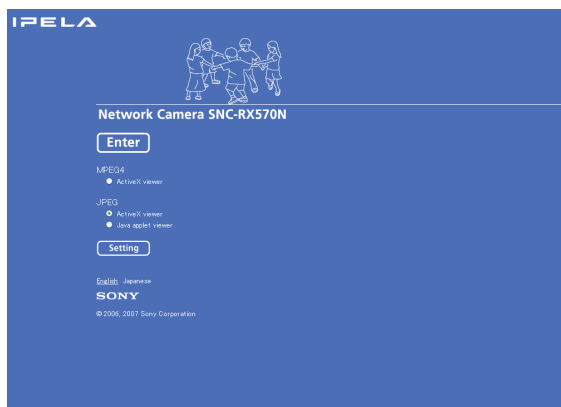 IPELA
Network Camera SNC-RX570N
Enter
MPEG4
ActiveX viewer
JPEG
ActiveX viewer
Java applet viewer
Setting
English Japanese
SONY
© 2006, 2007 Sony Corporation